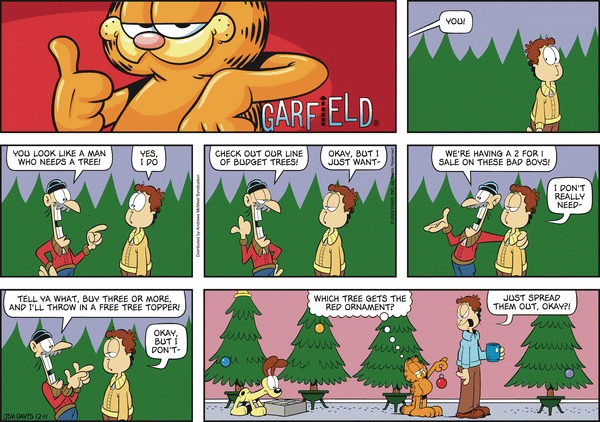 GARFIELD®
YOU!
YOU LOOK LIKE A MAN
WHO NEEDS A TREE!
YES,
I DO
CHECK OUT OUR LINE
OF BUDGET TREES!
OKAY, BUT I
JUST WANT-
WE'RE HAVING A 2 FOR 1
SALE ON THESE BAD BOYS!
I DON'T
REALLY
NEED-
Distributed by Andrews McMeel Syndication
TELL YA WHAT, BUY THREE OR MORE,
AND I'LL THROW IN A FREE TREE TOPPER!
OKAY,
BUT I
DON'T-
JIM DAVIS 12-11
WHICH TREE GETS THE
RED ORNAMENT?
JUST SPREAD
THEM OUT, OKAY?!